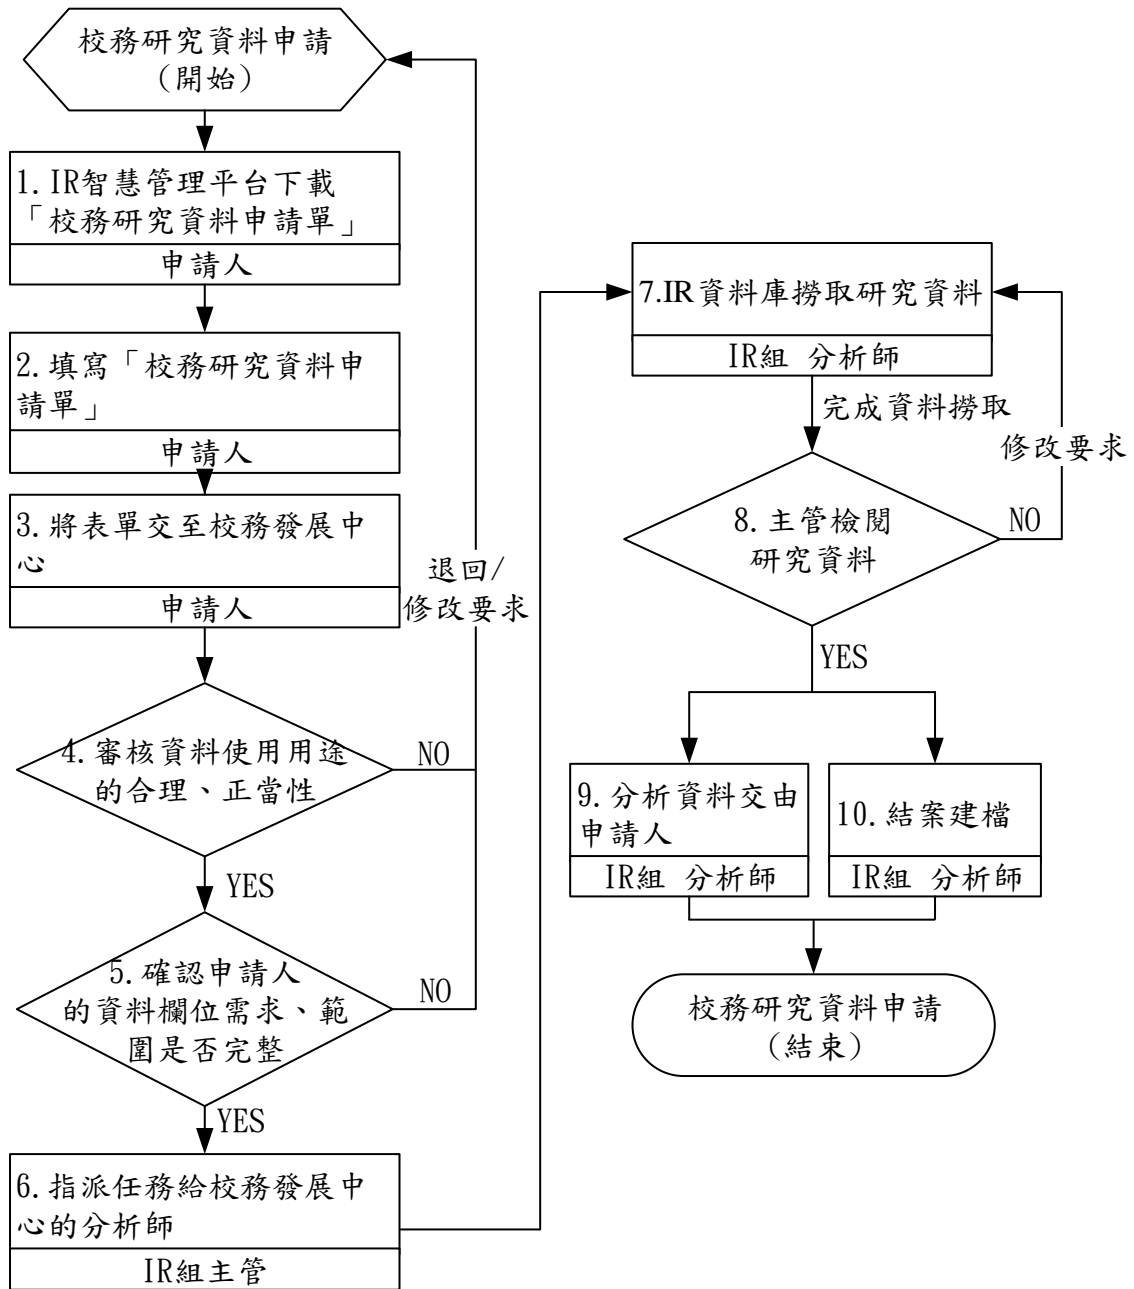 校務研究資料申請
（開始）
1.IR智慧管理平台下載
「校務研究資料申請單」
申請人
2.填寫「校務研究資料申
請單」
申請人
3.將表單交至校務發展中
心
申請人
退回/
修改要求
4.審核資料使用用途
的合理、正當性
NO
YES
5.確認申請人
的資料欄位需求、範
圍是否完整
NO
YES
6.指派任務給校務發展中
心的分析師
IR組主管
7.IR資料庫撈取研究資料
IR組 分析師
完成資料撈取
修改要求
8.主管檢閱
研究資料
NO
YES
9.分析資料交由
申請人
IR組 分析師
10.結案建檔
IR組 分析師
校務研究資料申請
（結束）